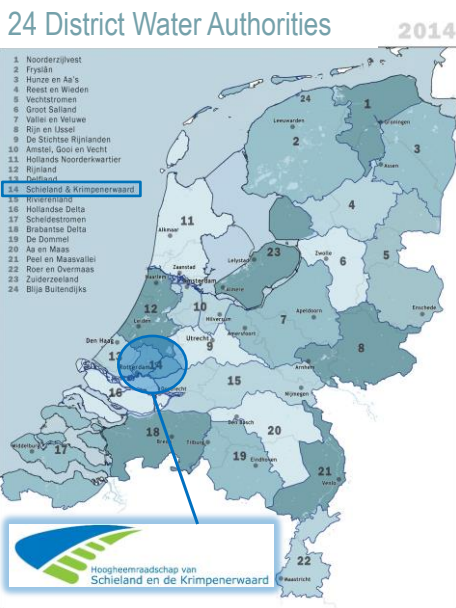 24 District Water Authorities
2014
1 Noorderzijlvest
2 Fryslân
3 Hunze en Aa's
4 Reest en Wieden
5 Vechtstromen
6 Groot Salland
7 Vallei en Veluwe
8 Rijn en IJssel
9 De Stichtse Rijnlanden
10 Amstel, Gooi en Vecht
11 Hollands Noorderkwartier
12 Rijnland
13 Delfland
14 Schieland & Krimpenerwaard
15 Rivierenland
16 Hollandse Delta
17 Scheldestromen
18 Brabantse Delta
19 De Dommel
20 Aa en Maas
21 Peel en Maasvallei
22 Roer en Overmaas
23 Zuiderzeeland
24 Blija Buitendijks
24
1
Leeuwarden
Groningen
2
3
Assen
4
11
Alkmaar
23
Lelystad
Zwolle
6
5
Zaanstad
Amsterdam
Haarlem
Almere
12
10
Leiden
Hilversum
Apeldoorn
7
Enschede
Den Haag
Utrecht
Amersfoort
9
8
13
14
Rotterdam
Arnhem
16
Dordrecht
15
Nijmegen
Den Bosch
18
Breda
Tilburg
20
Middelburg
17
19
Eindhoven
21
Venlo
22
Maastricht
Hoogheemraadschap van
Schieland en de Krimpenerwaard